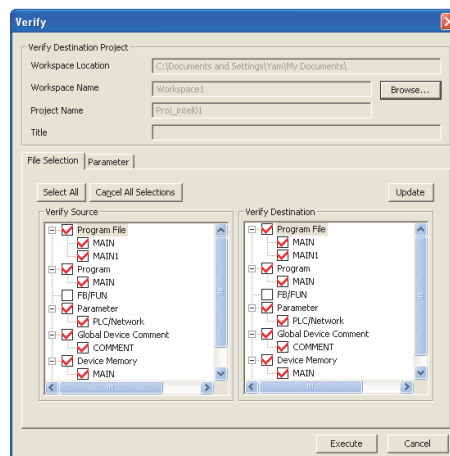 Verify
Verify Destination Project
Workspace Location C:\Documents and Settings\Yam\My Documents\
Workspace Name Workspace1 Browse...
Project Name Proj_intel01
Title
File Selection Parameter
Select All Cancel All Selections Update
Verify Source Verify Destination
Program File Program File
MAIN MAIN
MAIN1 MAIN1
Program Program
MAIN MAIN
FB/FUN FB/FUN
Parameter Parameter
PLC/Network PLC/Network
Global Device Comment Global Device Comment
COMMENT COMMENT
Device Memory Device Memory
MAIN MAIN
Execute Cancel